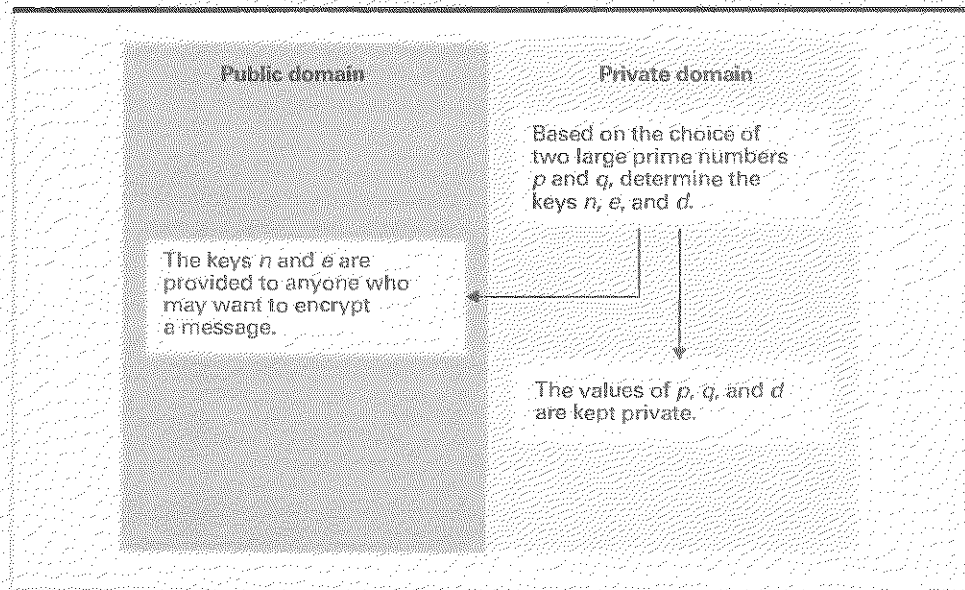 Public domain
Private domain
Based on the choice of
two large prime numbers
p and q, determine the
keys n, e, and d.
The keys n and e are
provided to anyone who
may want to encrypt
a message.
The values of p, q, and d
are kept private.